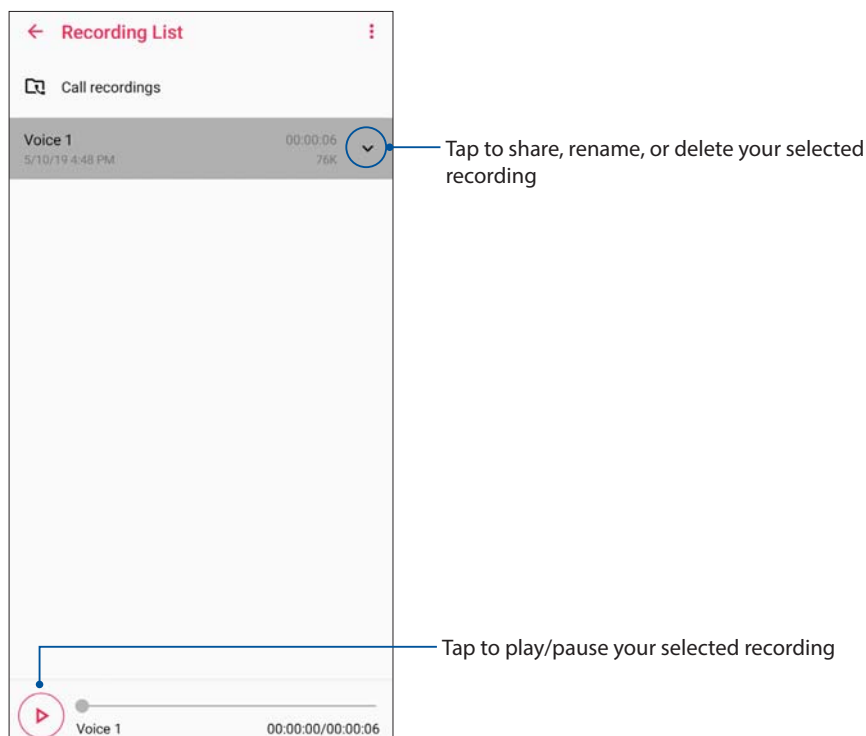 Recording List
Call recordings
Voice 1
00:00:06
5/10/19 4:48 PM
76K
Tap to share, rename, or delete your selected
recording
Tap to play/pause your selected recording
Voice 1
00:00:00/00:00:06